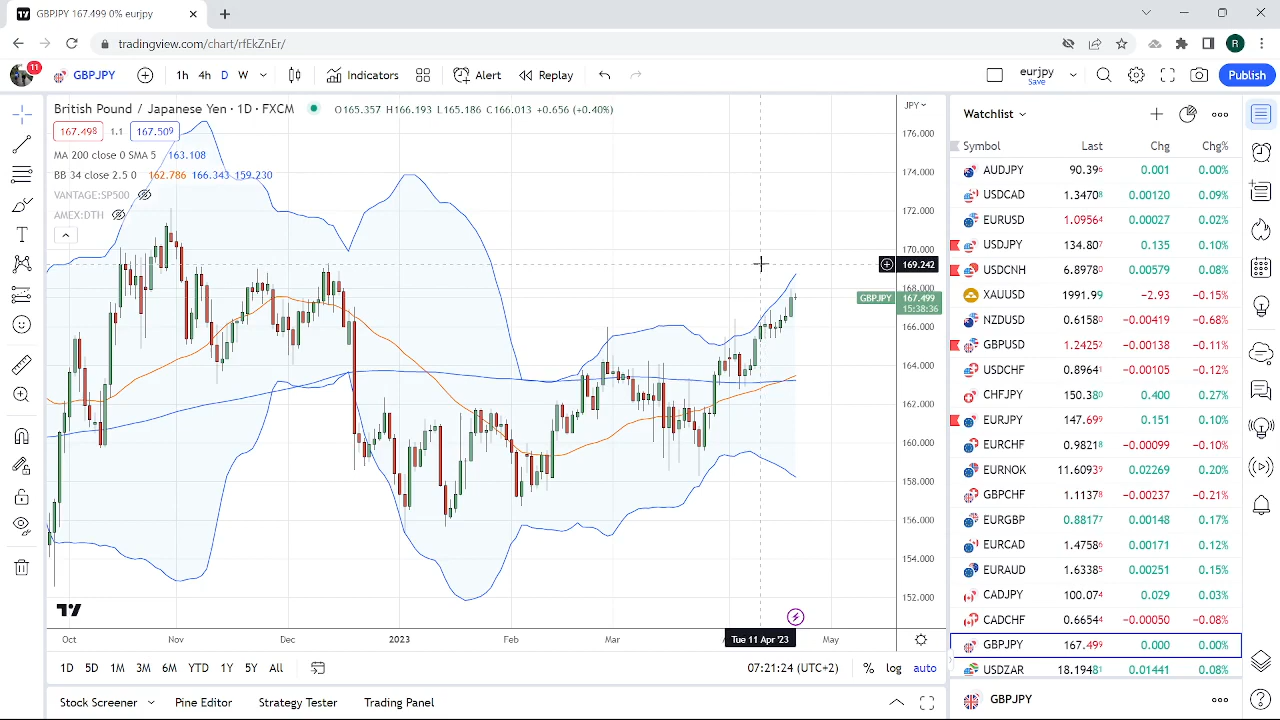 GBPJPY 167.499 0% eurjpy
tradingview.com/chart/rfEkZnEr/
R
11
GBPJPY 1h 4h D W Indicators Alert Replay eurjpy Save Publish
British Pound / Japanese Yen · 1D · FXCM O165.357 H166.193 L165.186 C166.013 +0.656 (+0.40%)
167.498 1.1 167.509
MA 200 close 0 SMA 5 163.108
BB 34 close 2.5 0 162.786 166.343 159.230
VANTAGE:SP500
AMEX:DTH
JPY
176.000
174.000
172.000
170.000
169.242
168.000
GBPJPY 167.499
15:38:36
166.000
164.000
162.000
160.000
158.000
156.000
154.000
152.000
Oct Nov Dec 2023 Feb Mar Tue 11 Apr '23 May
1D 5D 1M 3M 6M YTD 1Y 5Y All 07:21:24 (UTC+2) % log auto
Stock Screener Pine Editor Strategy Tester Trading Panel
Watchlist
Symbol Last Chg Chg%
AUDJPY 90.396 0.001 0.00%
USDCAD 1.34708 0.00120 0.09%
EURUSD 1.09564 0.00027 0.02%
USDJPY 134.807 0.135 0.10%
USDCNH 6.89780 0.00579 0.08%
XAUUSD 1991.99 −2.93 −0.15%
NZDUSD 0.61580 −0.00419 −0.68%
GBPUSD 1.24252 −0.00138 −0.11%
USDCHF 0.89641 −0.00105 −0.12%
CHFJPY 150.380 0.400 0.27%
EURJPY 147.699 0.151 0.10%
EURCHF 0.98218 −0.00099 −0.10%
EURNOK 11.60939 0.02269 0.20%
GBPCHF 1.11378 −0.00237 −0.21%
EURGBP 0.88177 0.00148 0.17%
EURCAD 1.47586 0.00171 0.12%
EURAUD 1.63385 0.00251 0.15%
CADJPY 100.074 0.029 0.03%
CADCHF 0.66544 −0.00050 −0.08%
GBPJPY 167.499 0.000 0.00%
USDZAR 18.19481 0.01441 0.08%
GBPJPY